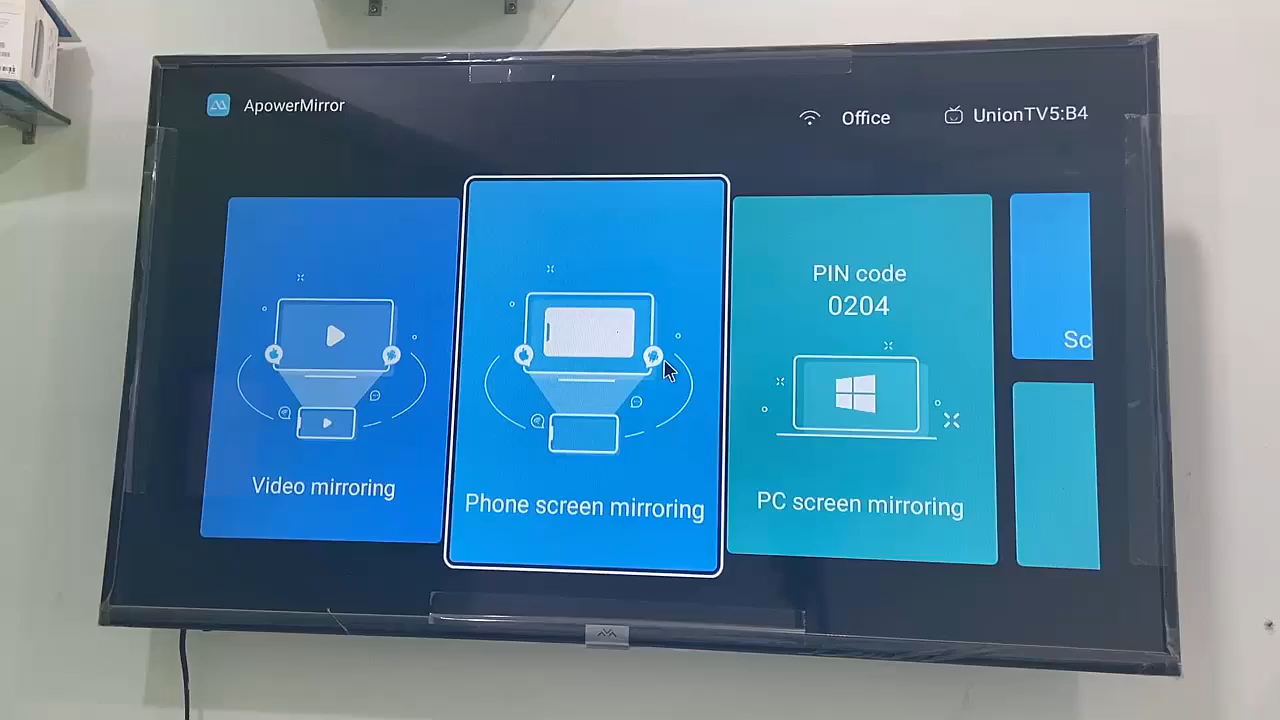 ApowerMirror
Office
UnionTV5:B4
Video mirroring
Phone screen mirroring
PIN code
0204
PC screen mirroring
Sc